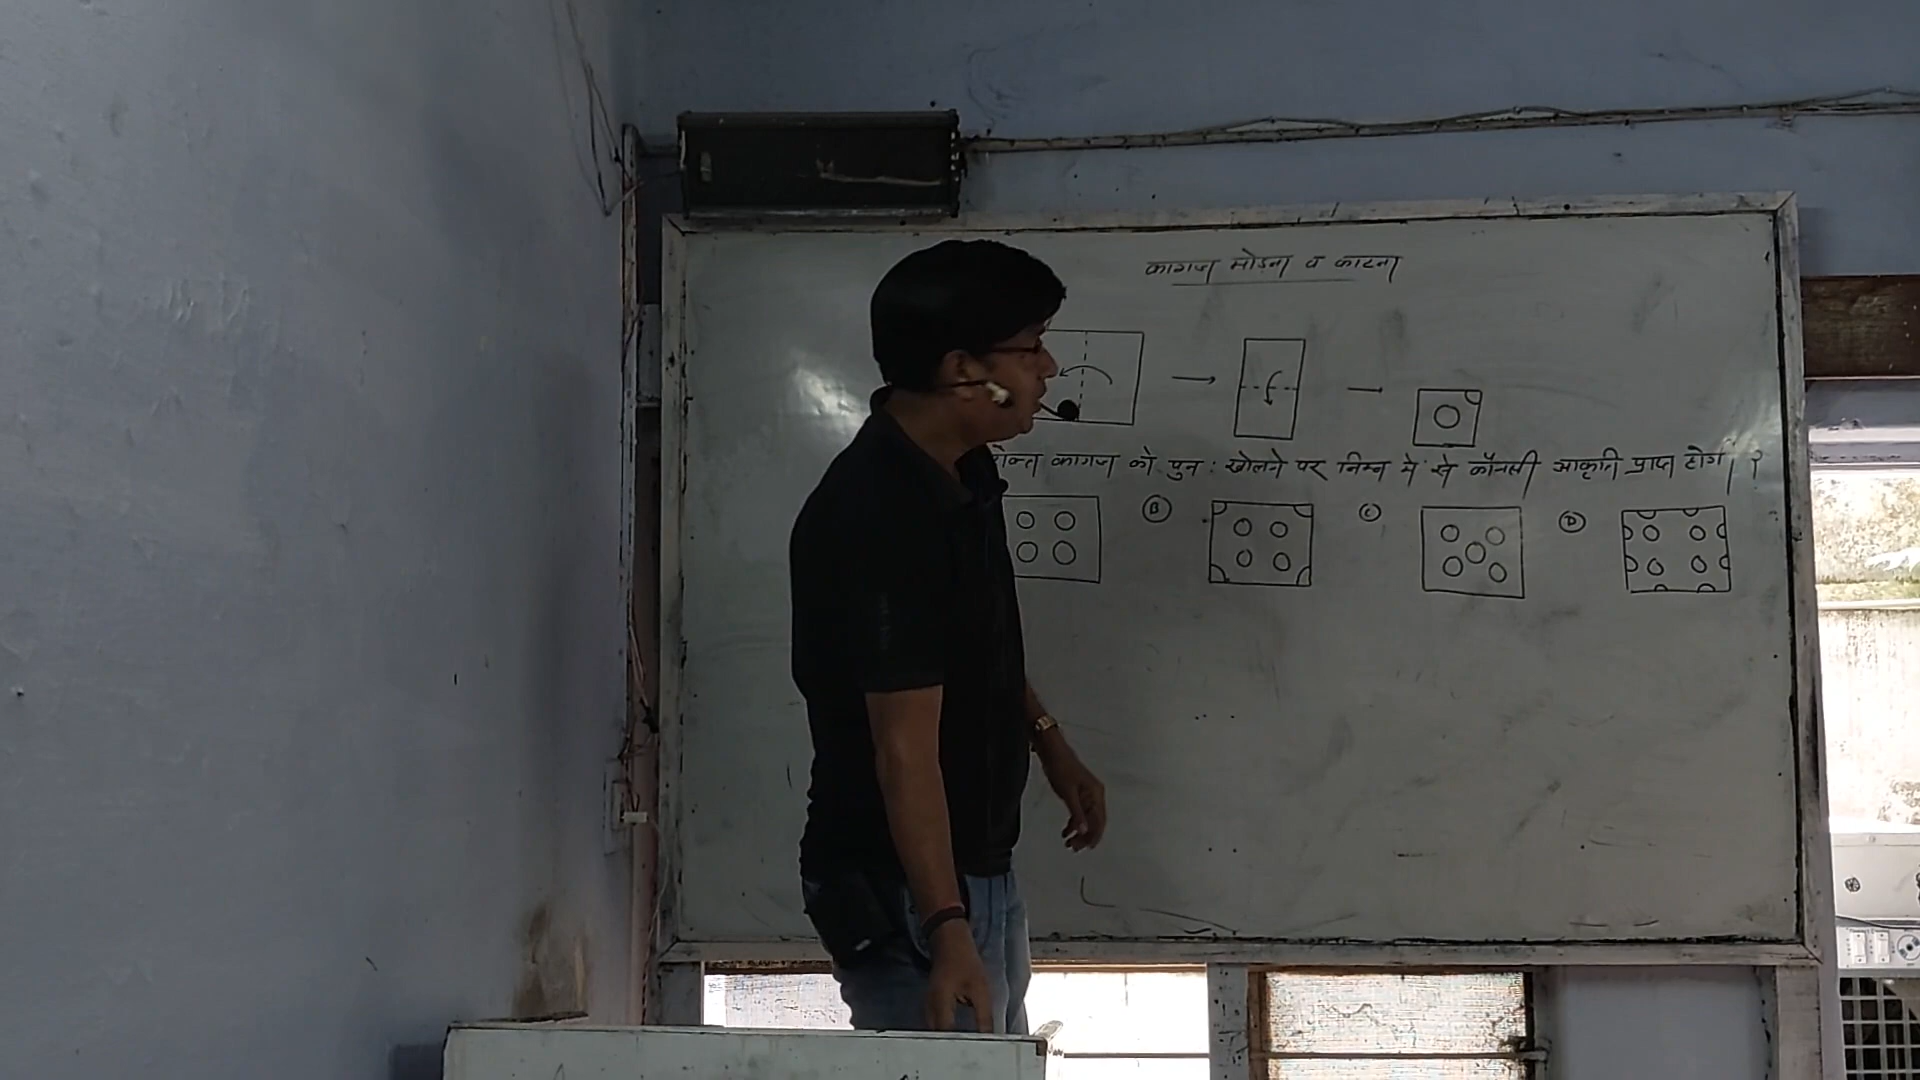 कागज मोड़ना व काटना
कागज को पुन: खोलने पर निम्न में से कौनसी आकृति प्राप्त होगी ?
B C D